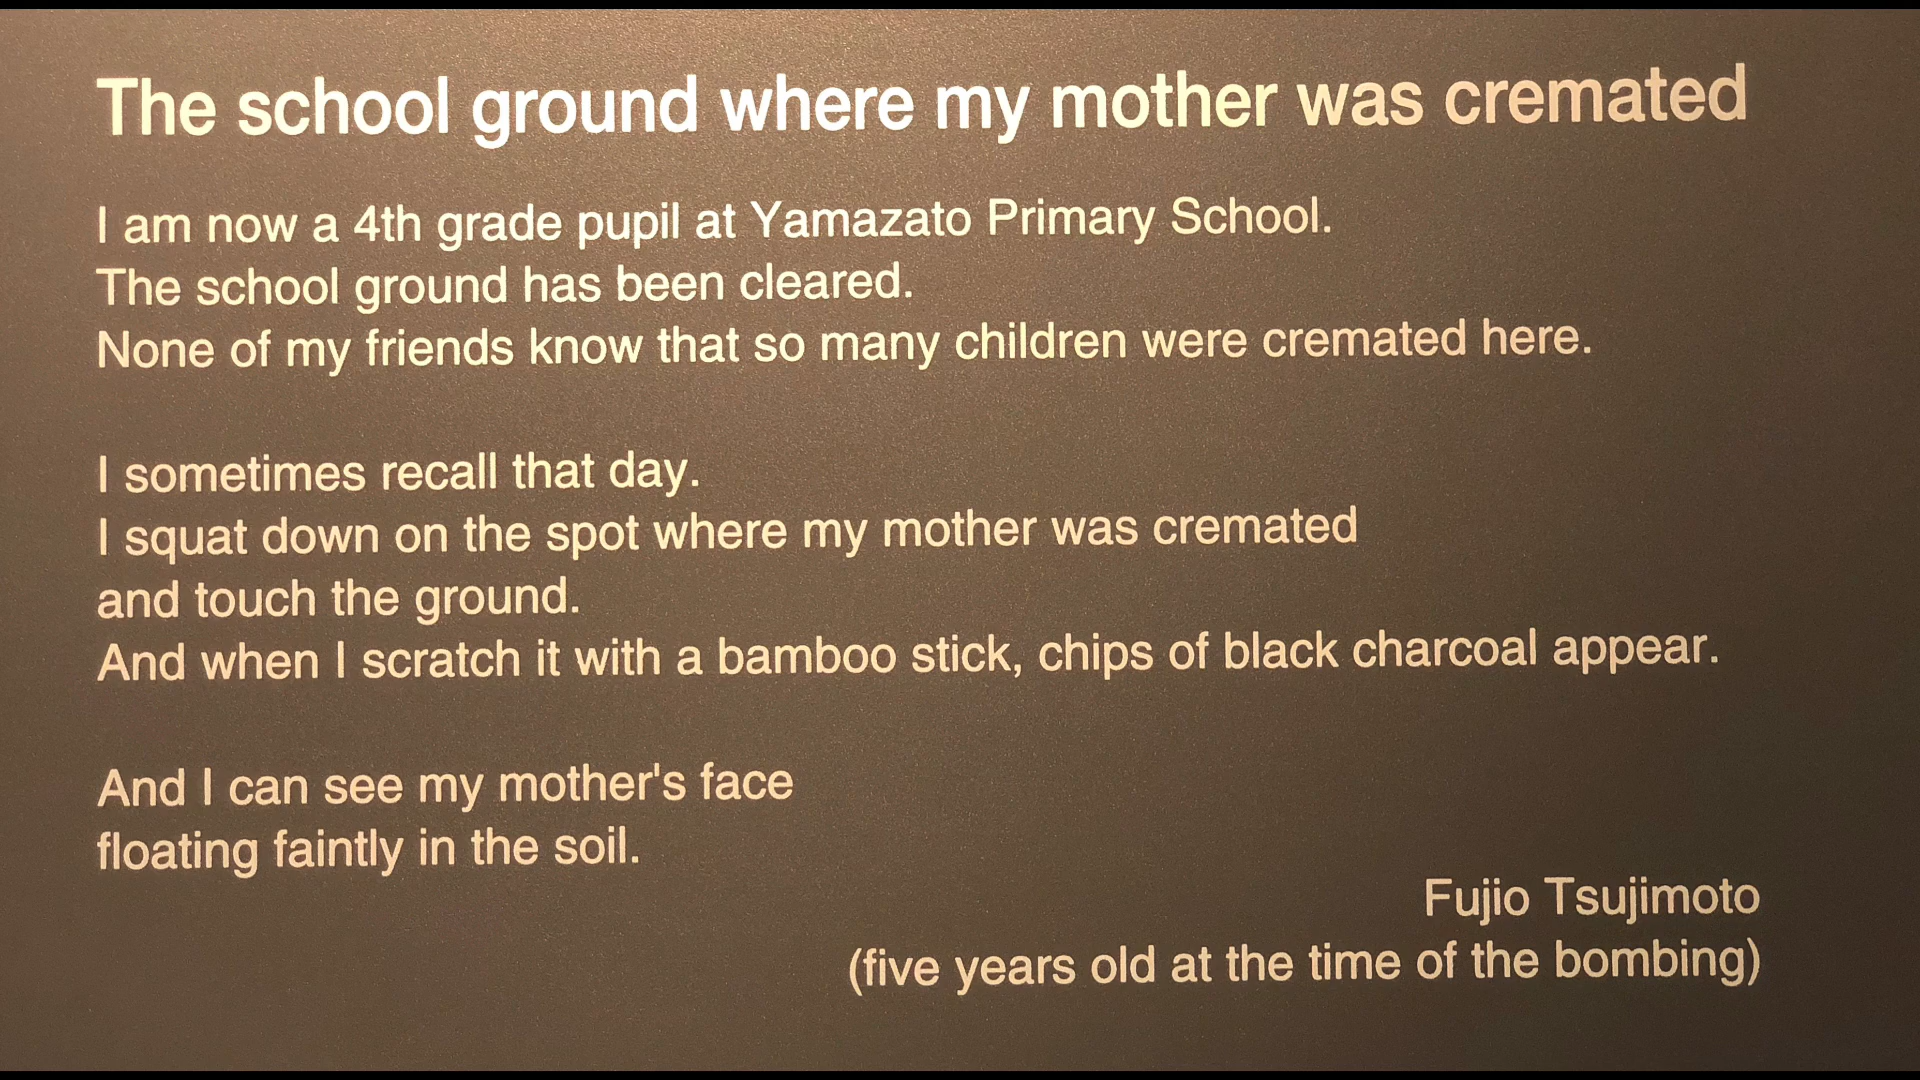 The school ground where my mother was cremated
I am now a 4th grade pupil at Yamazato Primary School.
The school ground has been cleared.
None of my friends know that so many children were cremated here.
I sometimes recall that day.
I squat down on the spot where my mother was cremated
and touch the ground.
And when I scratch it with a bamboo stick, chips of black charcoal appear.
And I can see my mother's face
floating faintly in the soil.
Fujio Tsujimoto
(five years old at the time of the bombing)